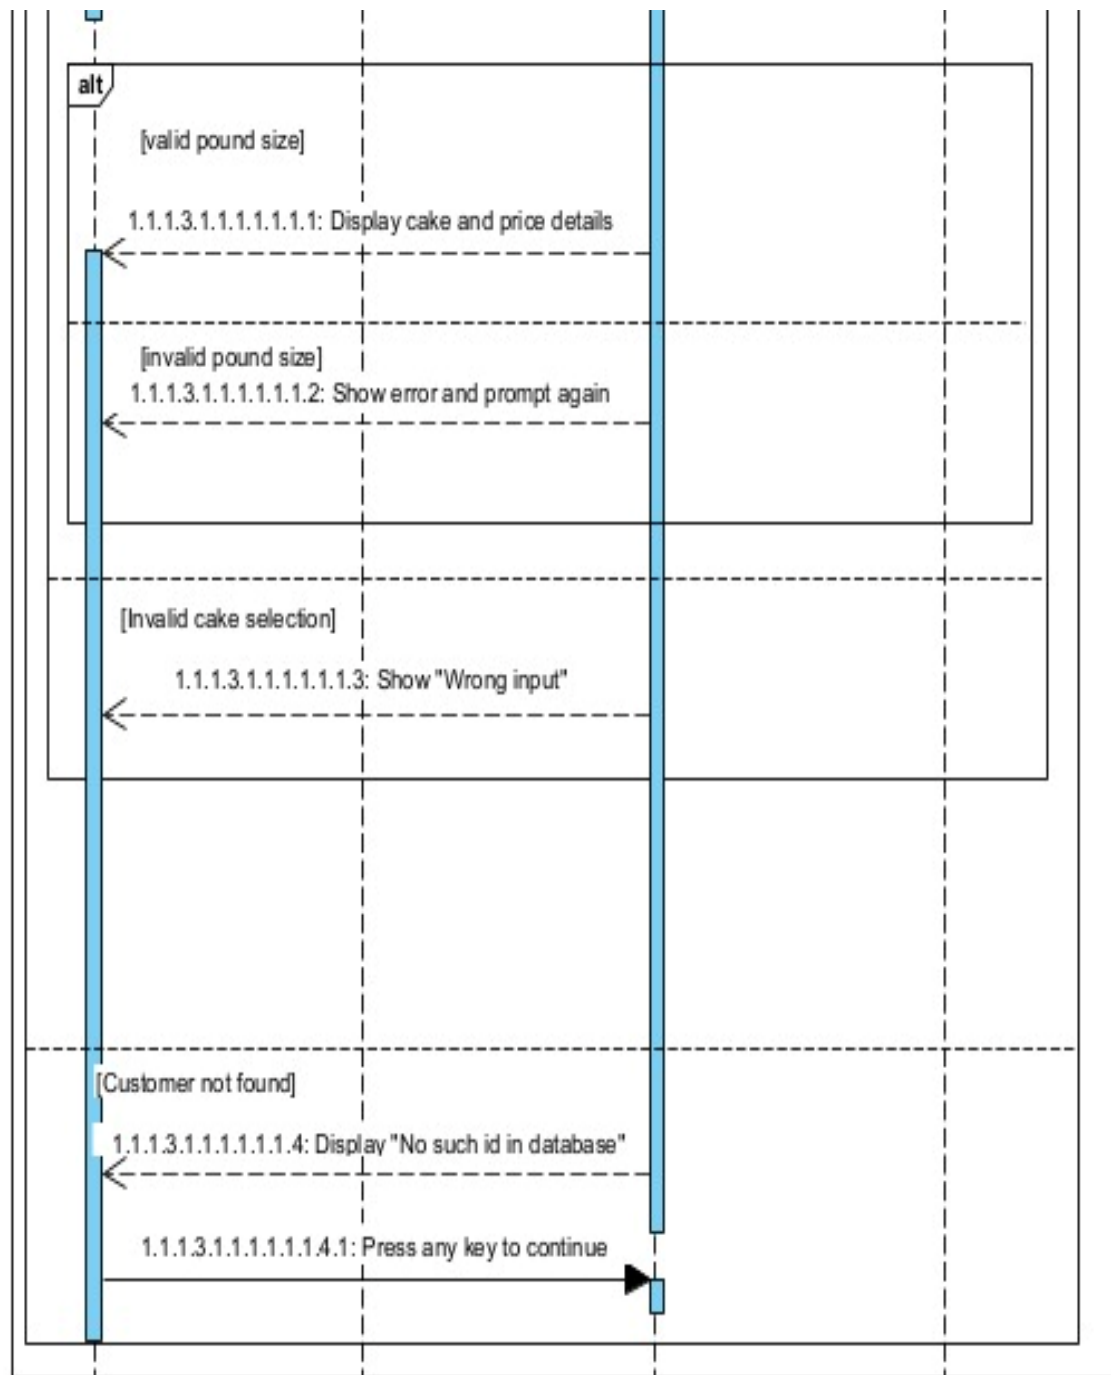 alt
[valid pound size]
1.1.1.3.1.1.1.1.1.1.1: Display cake and price details
[invalid pound size]
1.1.1.3.1.1.1.1.1.1.2: Show error and prompt again
[Invalid cake selection]
1.1.1.3.1.1.1.1.1.1.3: Show "Wrong input"
[Customer not found]
1.1.1.3.1.1.1.1.1.1.4: Display "No such id in database"
1.1.1.3.1.1.1.1.1.1.4.1: Press any key to continue